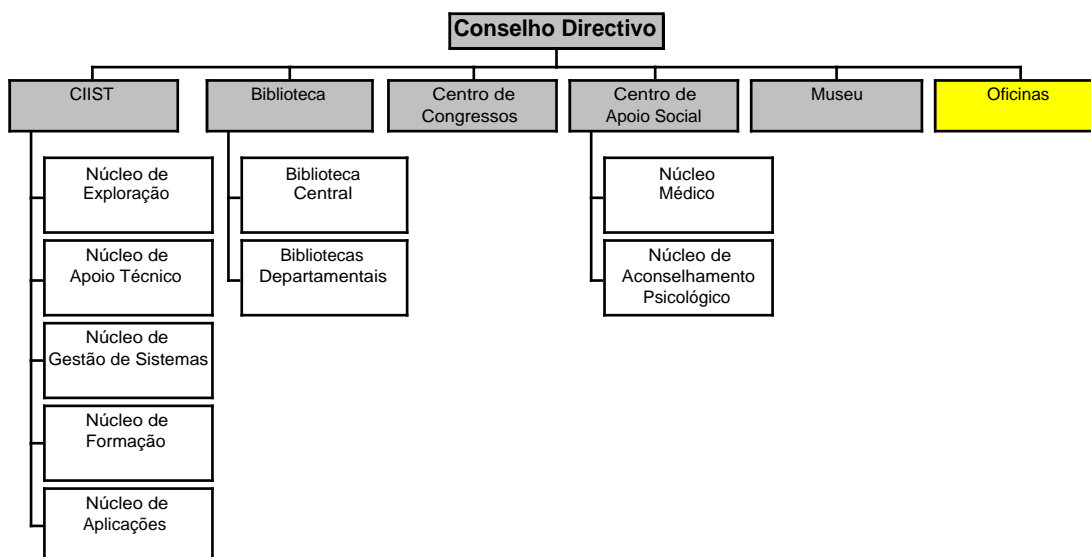 Conselho Directivo
CIIST
Biblioteca
Centro de
Congressos
Centro de
Apoio Social
Museu
Oficinas
Núcleo de
Exploração
Núcleo de
Apoio Técnico
Núcleo de
Gestão de Sistemas
Núcleo de
Formação
Núcleo de
Aplicações
Biblioteca
Central
Bibliotecas
Departamentais
Núcleo
Médico
Núcleo de
Aconselhamento
Psicológico